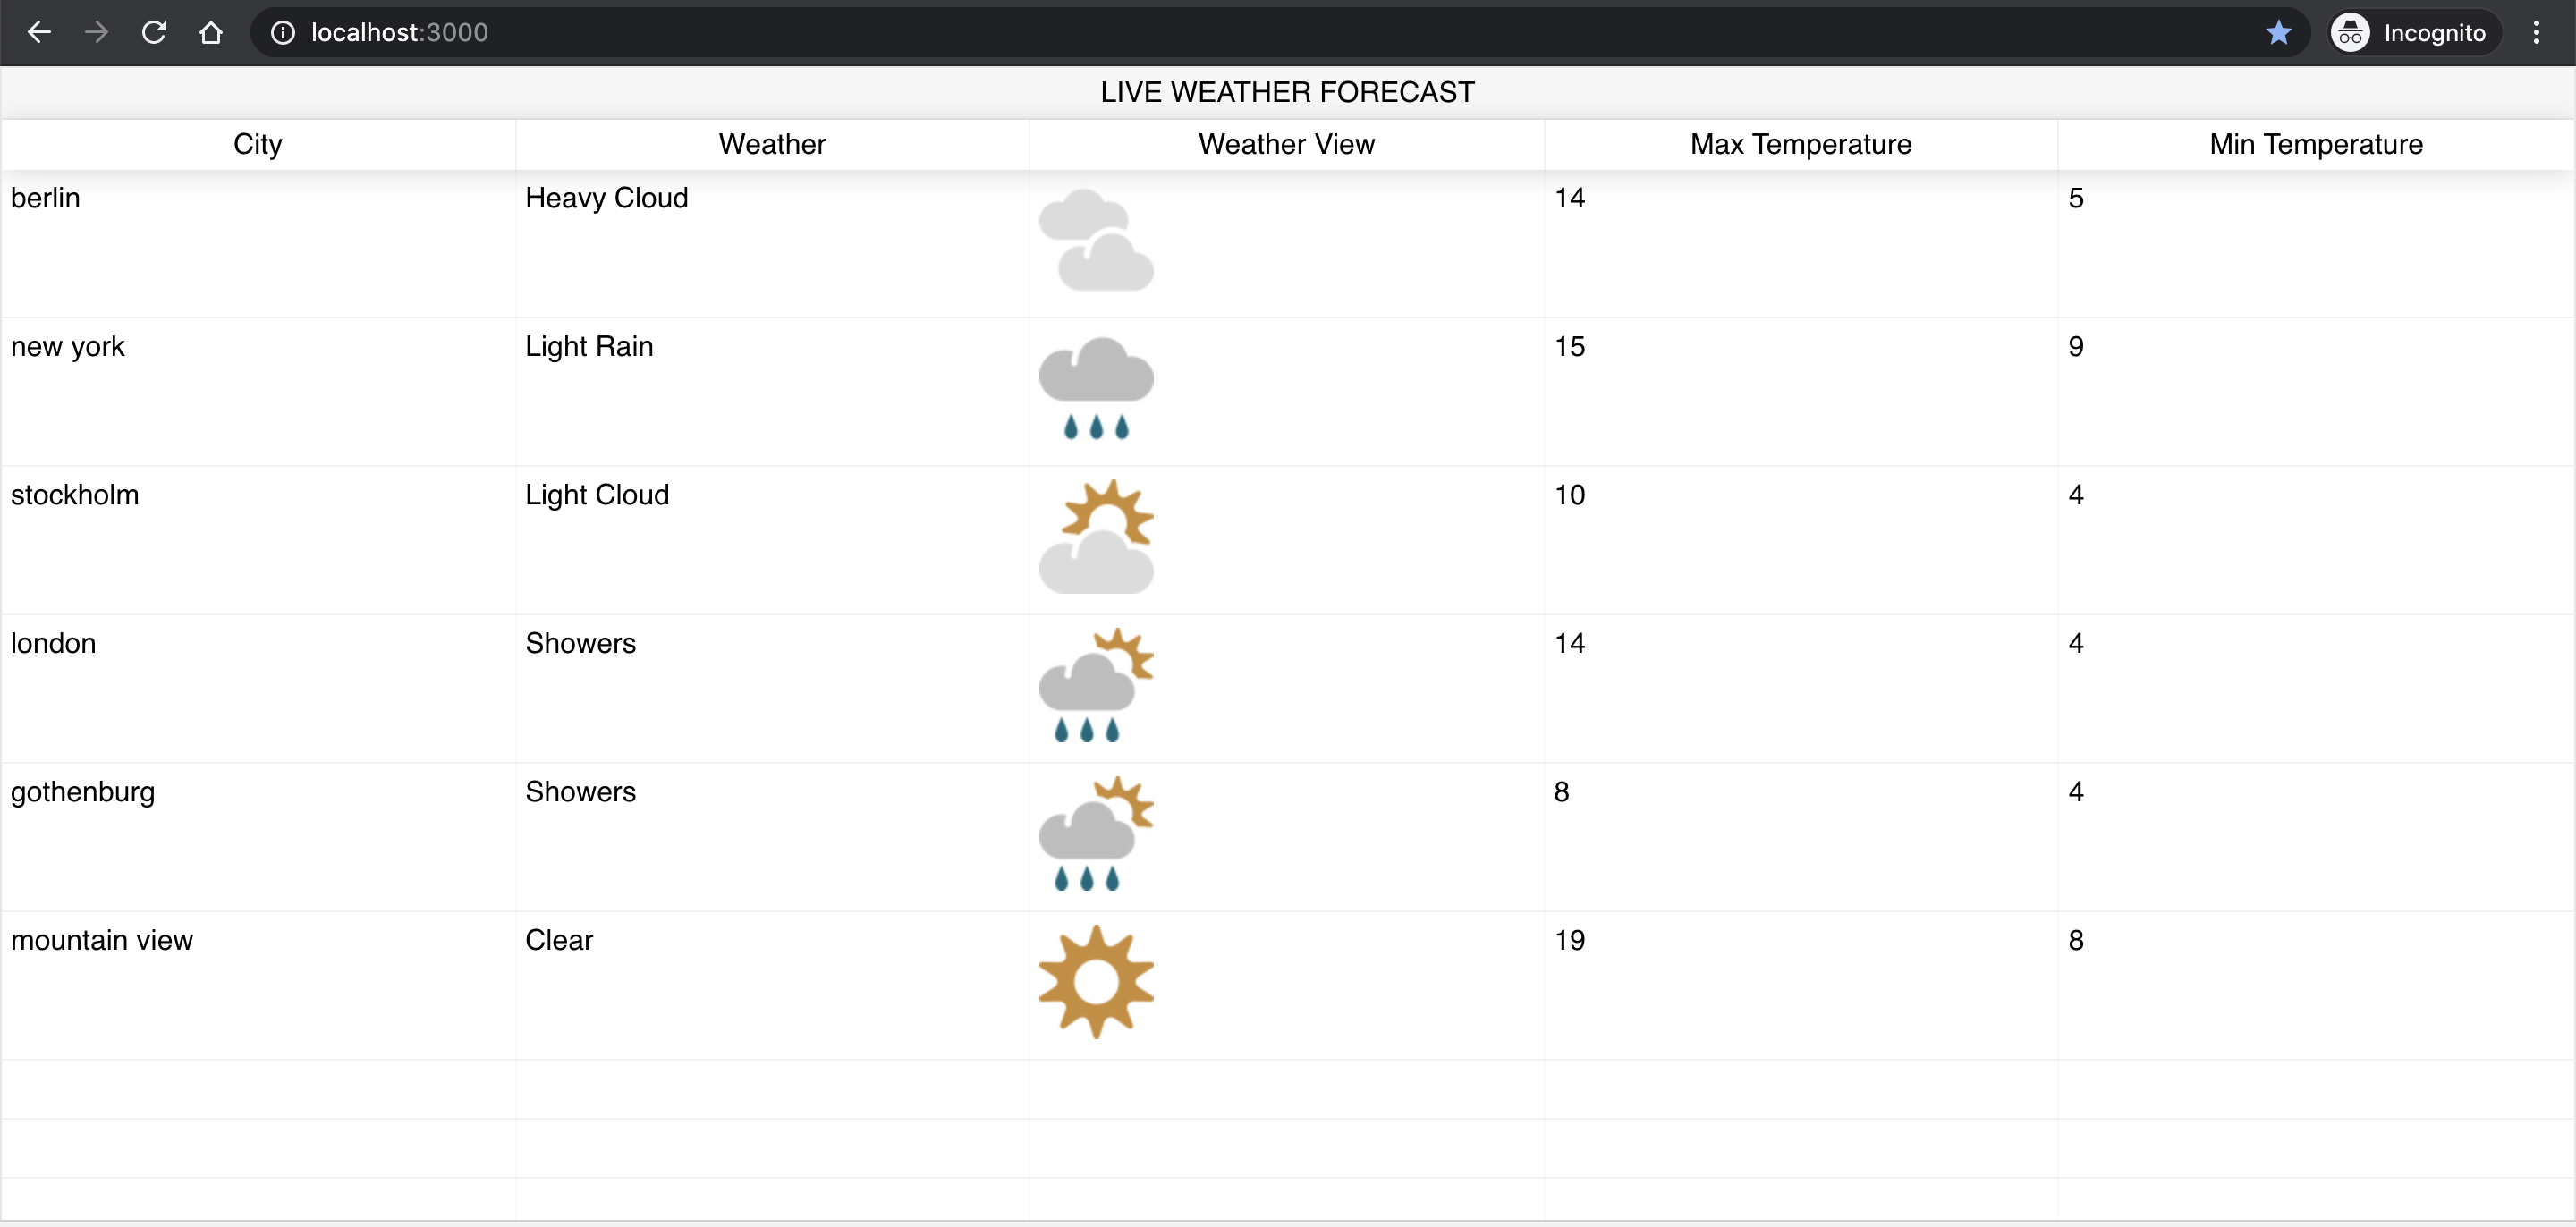 localhost:3000 Incognito
LIVE WEATHER FORECAST
City Weather Weather View Max Temperature Min Temperature
berlin Heavy Cloud 14 5
new york Light Rain 15 9
stockholm Light Cloud 10 4
london Showers 14 4
gothenburg Showers 8 4
mountain view Clear 19 8